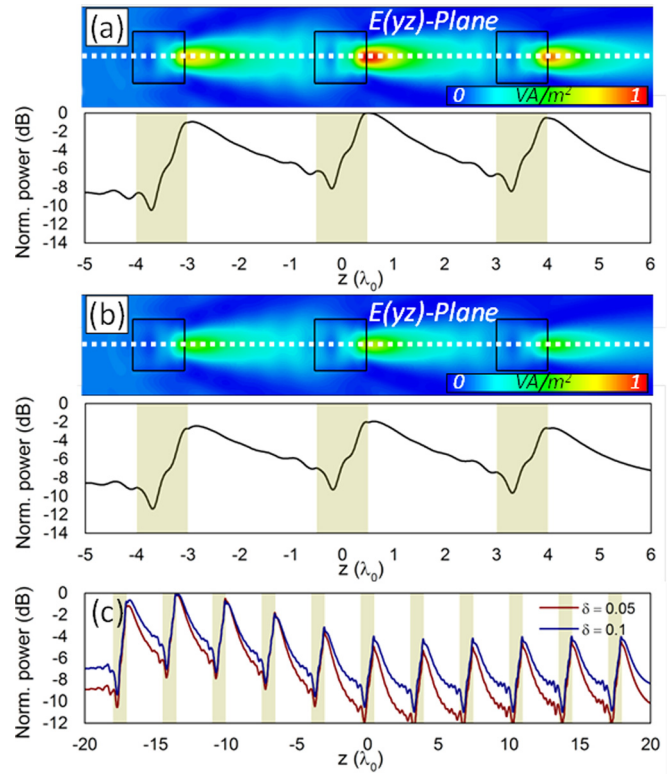 (a)
E(yz)-Plane
0 VA/m² 1
Norm. power (dB)
0
-2
-4
-6
-8
-10
-12
-14
-5 -4 -3 -2 -1 0 1 2 3 4 5 6
z (λ₀)
(b)
E(yz)-Plane
0 VA/m² 1
Norm. power (dB)
0
-2
-4
-6
-8
-10
-12
-14
-5 -4 -3 -2 -1 0 1 2 3 4 5 6
z (λ₀)
(c)
Norm. power (dB)
0
-2
-4
-6
-8
-10
-12
δ = 0.05
δ = 0.1
-20 -15 -10 -5 0 5 10 15 20
z (λ₀)